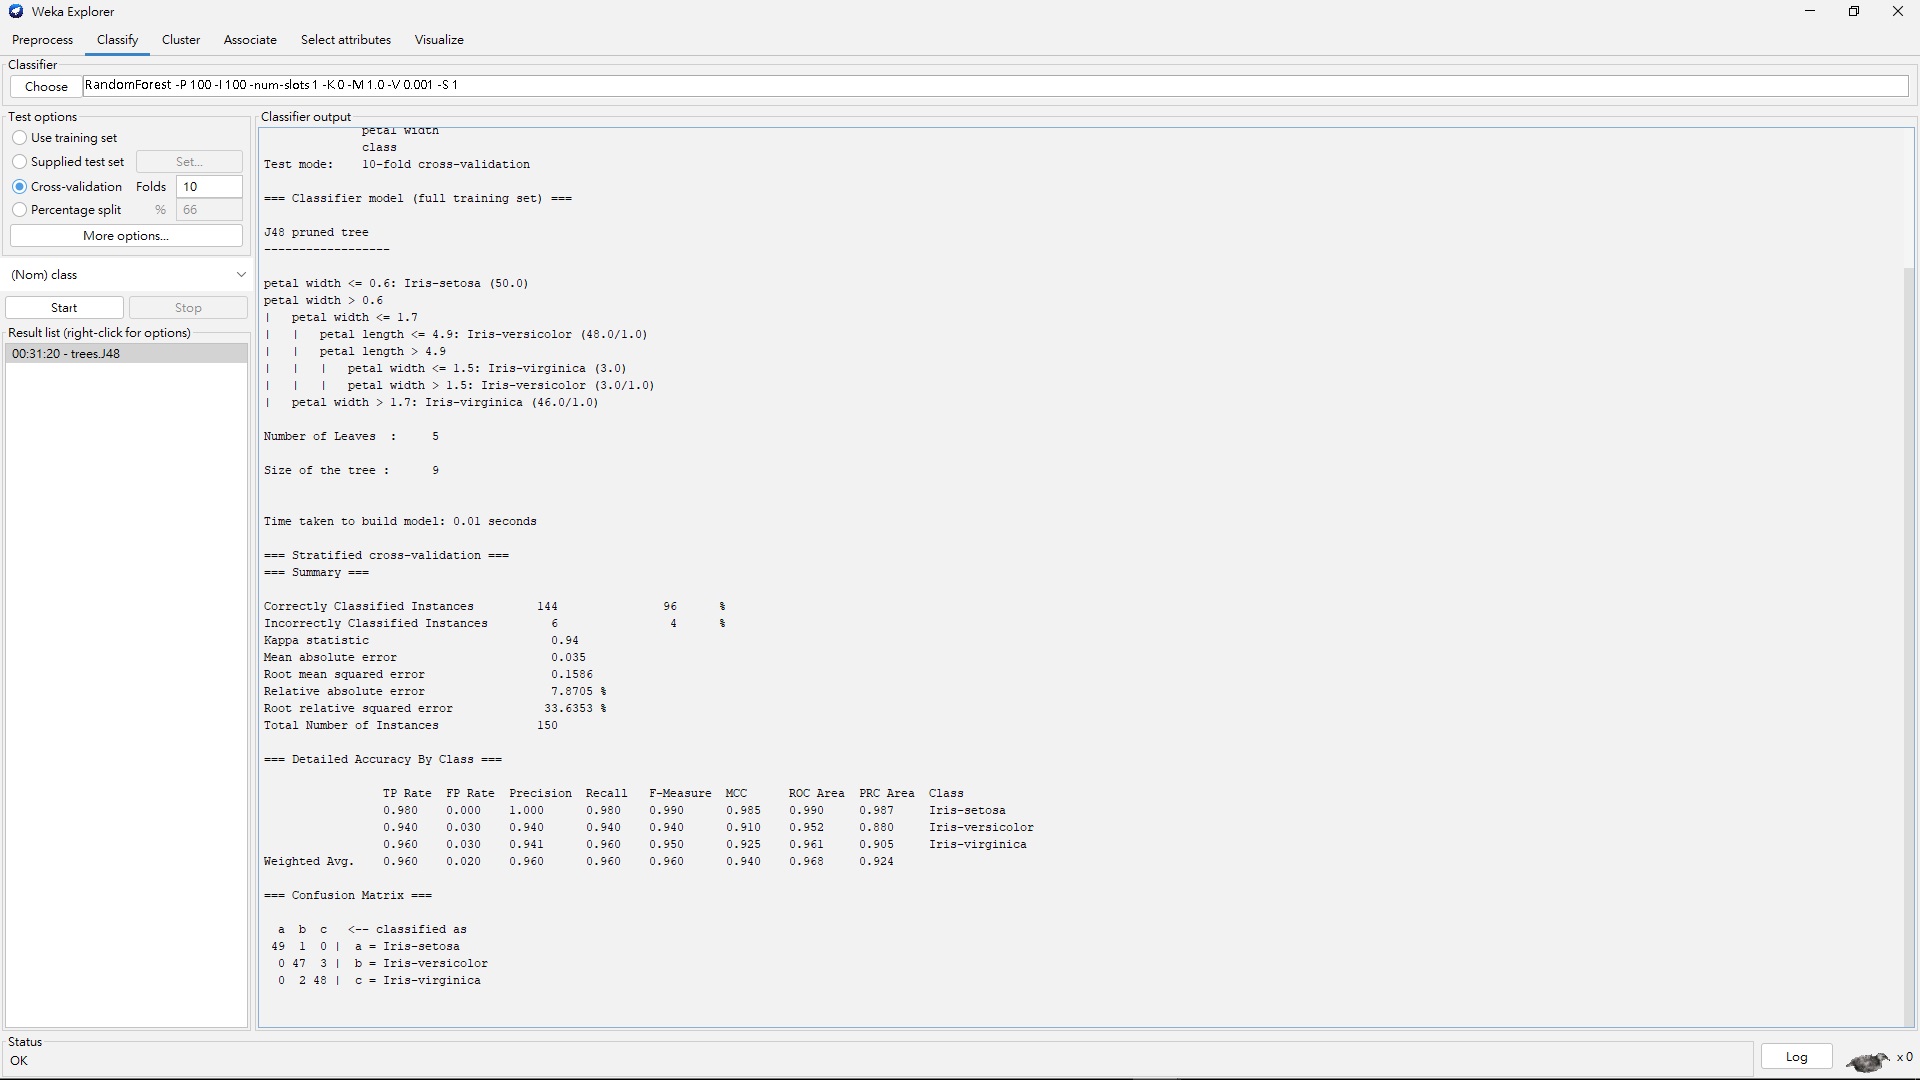 Weka Explorer
Preprocess Classify Cluster Associate Select attributes Visualize
Classifier
Choose RandomForest -P 100 -I 100 -num-slots 1 -K 0 -M 1.0 -V 0.001 -S 1
Test options
Use training set
Supplied test set Set...
Cross-validation Folds 10
Percentage split % 66
More options...
(Nom) class
Start Stop
Result list (right-click for options)
00:31:20 - trees.J48
Classifier output
petal width
class
Test mode: 10-fold cross-validation
=== Classifier model (full training set) ===
J48 pruned tree
------------------
petal width <= 0.6: Iris-setosa (50.0)
petal width > 0.6
| petal width <= 1.7
| | petal length <= 4.9: Iris-versicolor (48.0/1.0)
| | petal length > 4.9
| | | petal width <= 1.5: Iris-virginica (3.0)
| | | petal width > 1.5: Iris-versicolor (3.0/1.0)
| petal width > 1.7: Iris-virginica (46.0/1.0)
Number of Leaves : 5
Size of the tree : 9
Time taken to build model: 0.01 seconds
=== Stratified cross-validation ===
=== Summary ===
Correctly Classified Instances 144 96 %
Incorrectly Classified Instances 6 4 %
Kappa statistic 0.94
Mean absolute error 0.035
Root mean squared error 0.1586
Relative absolute error 7.8705 %
Root relative squared error 33.6353 %
Total Number of Instances 150
=== Detailed Accuracy By Class ===
TP Rate FP Rate Precision Recall F-Measure MCC ROC Area PRC Area Class
0.980 0.000 1.000 0.980 0.990 0.985 0.990 0.987 Iris-setosa
0.940 0.030 0.940 0.940 0.940 0.910 0.952 0.880 Iris-versicolor
0.960 0.030 0.941 0.960 0.950 0.925 0.961 0.905 Iris-virginica
Weighted Avg. 0.960 0.020 0.960 0.960 0.960 0.940 0.968 0.924
=== Confusion Matrix ===
a b c <-- classified as
49 1 0 | a = Iris-setosa
0 47 3 | b = Iris-versicolor
0 2 48 | c = Iris-virginica
Status
OK
Log x 0